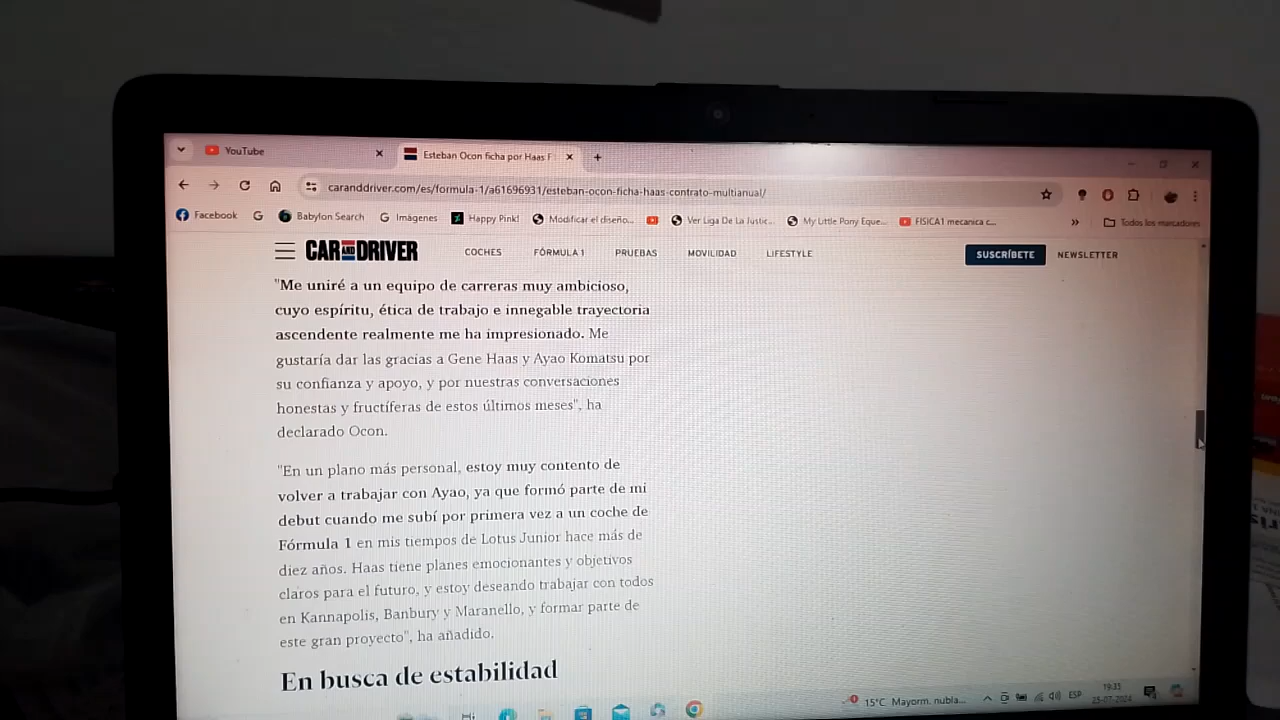 YouTube
Esteban Ocon ficha por Haas F
caranddriver.com/es/formula-1/a61696931/esteban-ocon-ficha-haas-contrato-multianual/
Facebook
Babylon Search
Imágenes
Happy Pink!
Modificar el diseño...
Ver Liga De La Justic...
My Little Pony Eque...
FISICA1 mecanica c...
Todos los marcadores
CAR AND DRIVER
COCHES
FÓRMULA 1
PRUEBAS
MOVILIDAD
LIFESTYLE
SUSCRÍBETE
NEWSLETTER
"Me uniré a un equipo de carreras muy ambicioso,
cuyo espíritu, ética de trabajo e innegable trayectoria
ascendente realmente me ha impresionado. Me
gustaría dar las gracias a Gene Haas y Ayao Komatsu por
su confianza y apoyo, y por nuestras conversaciones
honestas y fructíferas de estos últimos meses", ha
declarado Ocon.
"En un plano más personal, estoy muy contento de
volver a trabajar con Ayao, ya que formó parte de mi
debut cuando me subí por primera vez a un coche de
Fórmula 1 en mis tiempos de Lotus Junior hace más de
diez años. Haas tiene planes emocionantes y objetivos
claros para el futuro, y estoy deseando trabajar con todos
en Kannapolis, Banbury y Maranello, y formar parte de
este gran proyecto", ha añadido.
En busca de estabilidad
15°C Mayorm. nubla...
ESP
19:35
25-07-2024